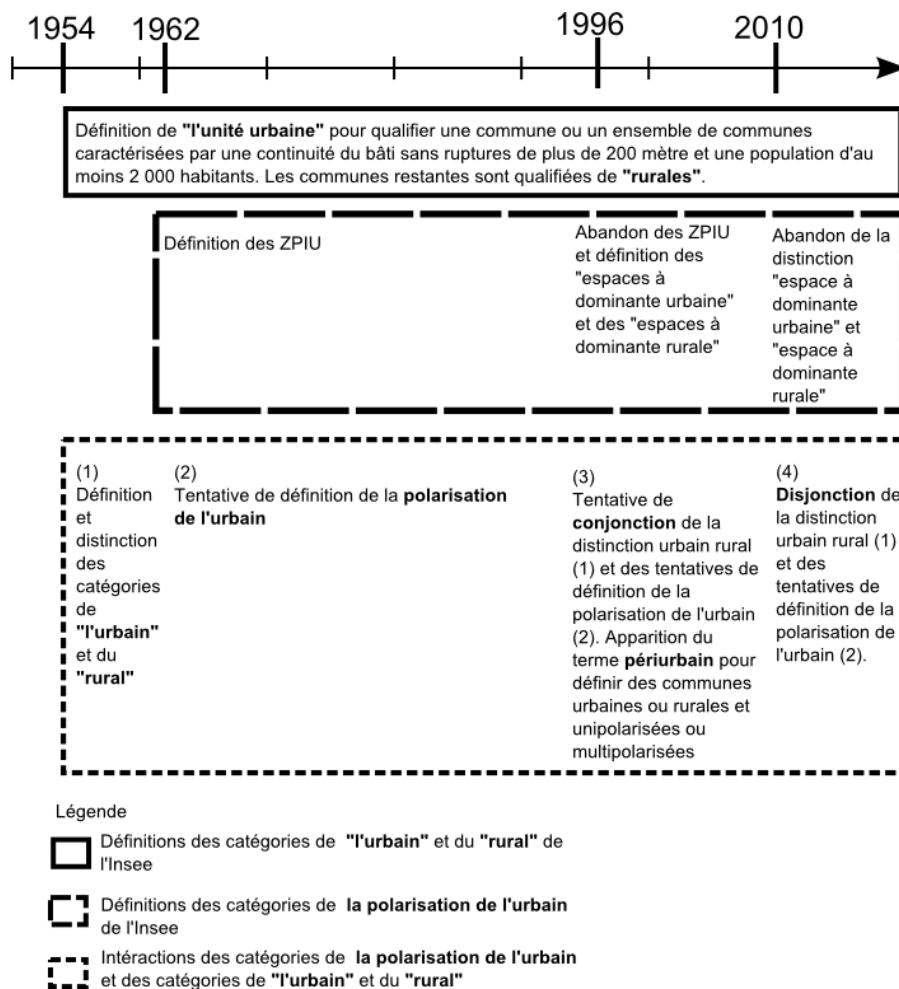 1954 1962 1996 2010
Définition de "l'unité urbaine" pour qualifier une commune ou un ensemble de communes
caractérisées par une continuité du bâti sans ruptures de plus de 200 mètre et une population d'au
moins 2 000 habitants. Les communes restantes sont qualifiées de "rurales".
Définition des ZPIU
Abandon des ZPIU
et définition des
"espaces à
dominante urbaine"
et des "espaces à
dominante rurale"
Abandon de la
distinction
"espace à
dominante
urbaine" et
"espace à
dominante
rurale"
(1)
Définition
et
distinction
des
catégories
de
"l'urbain"
et du
"rural"
(2)
Tentative de définition de la polarisation
de l'urbain
(3)
Tentative de
conjonction de la
distinction urbain rural
(1) et des tentatives de
définition de la
polarisation de l'urbain
(2). Apparition du
terme périurbain pour
définir des communes
urbaines ou rurales et
unipolarisées ou
multipolarisées
(4)
Disjonction de
la distinction
urbain rural (1)
et des
tentatives de
définition de la
polarisation de
l'urbain (2).
Légende
Définitions des catégories de "l'urbain" et du "rural" de
l'Insee
Définitions des catégories de la polarisation de l'urbain
de l'Insee
Intéractions des catégories de la polarisation de l'urbain
et des catégories de "l'urbain" et du "rural"